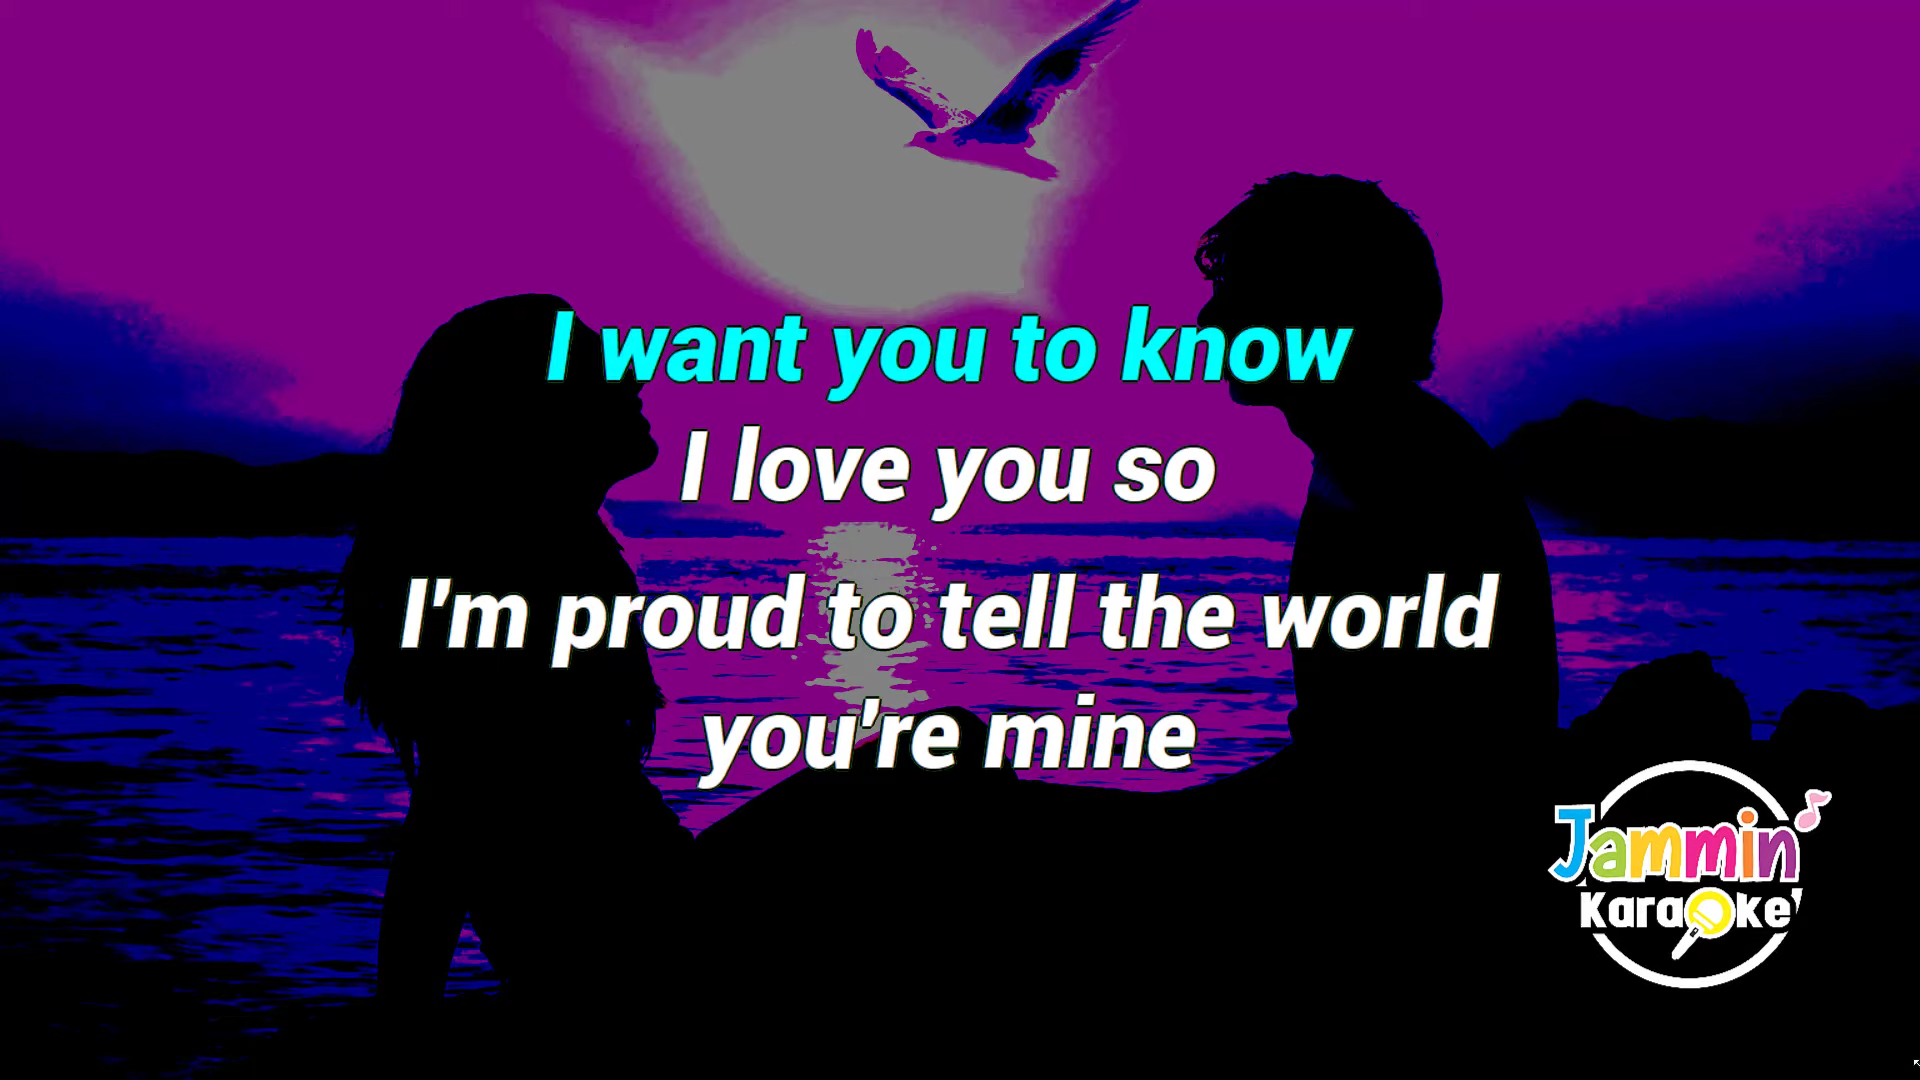 I want you to know
I love you so
I'm proud to tell the world
you're mine
Jammin'
Karaoke